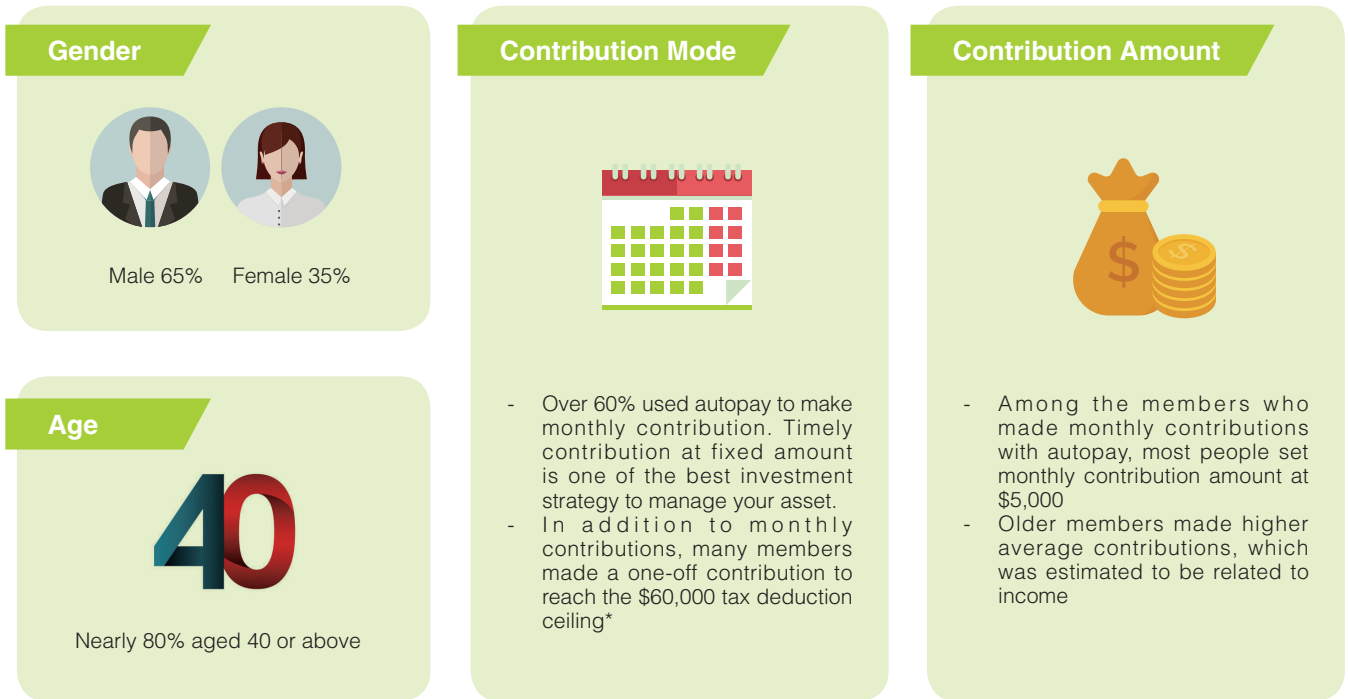 Gender
Male 65%
Female 35%
Age
40
Nearly 80% aged 40 or above
Contribution Mode
- Over 60% used autopay to make
monthly contribution. Timely
contribution at fixed amount
is one of the best investment
strategy to manage your asset.
- In addition to monthly
contributions, many members
made a one-off contribution to
reach the $60,000 tax deduction
ceiling*
Contribution Amount
$
$
- Among the members who
made monthly contributions
with autopay, most people set
monthly contribution amount at
$5,000
- Older members made higher
average contributions, which
was estimated to be related to
income